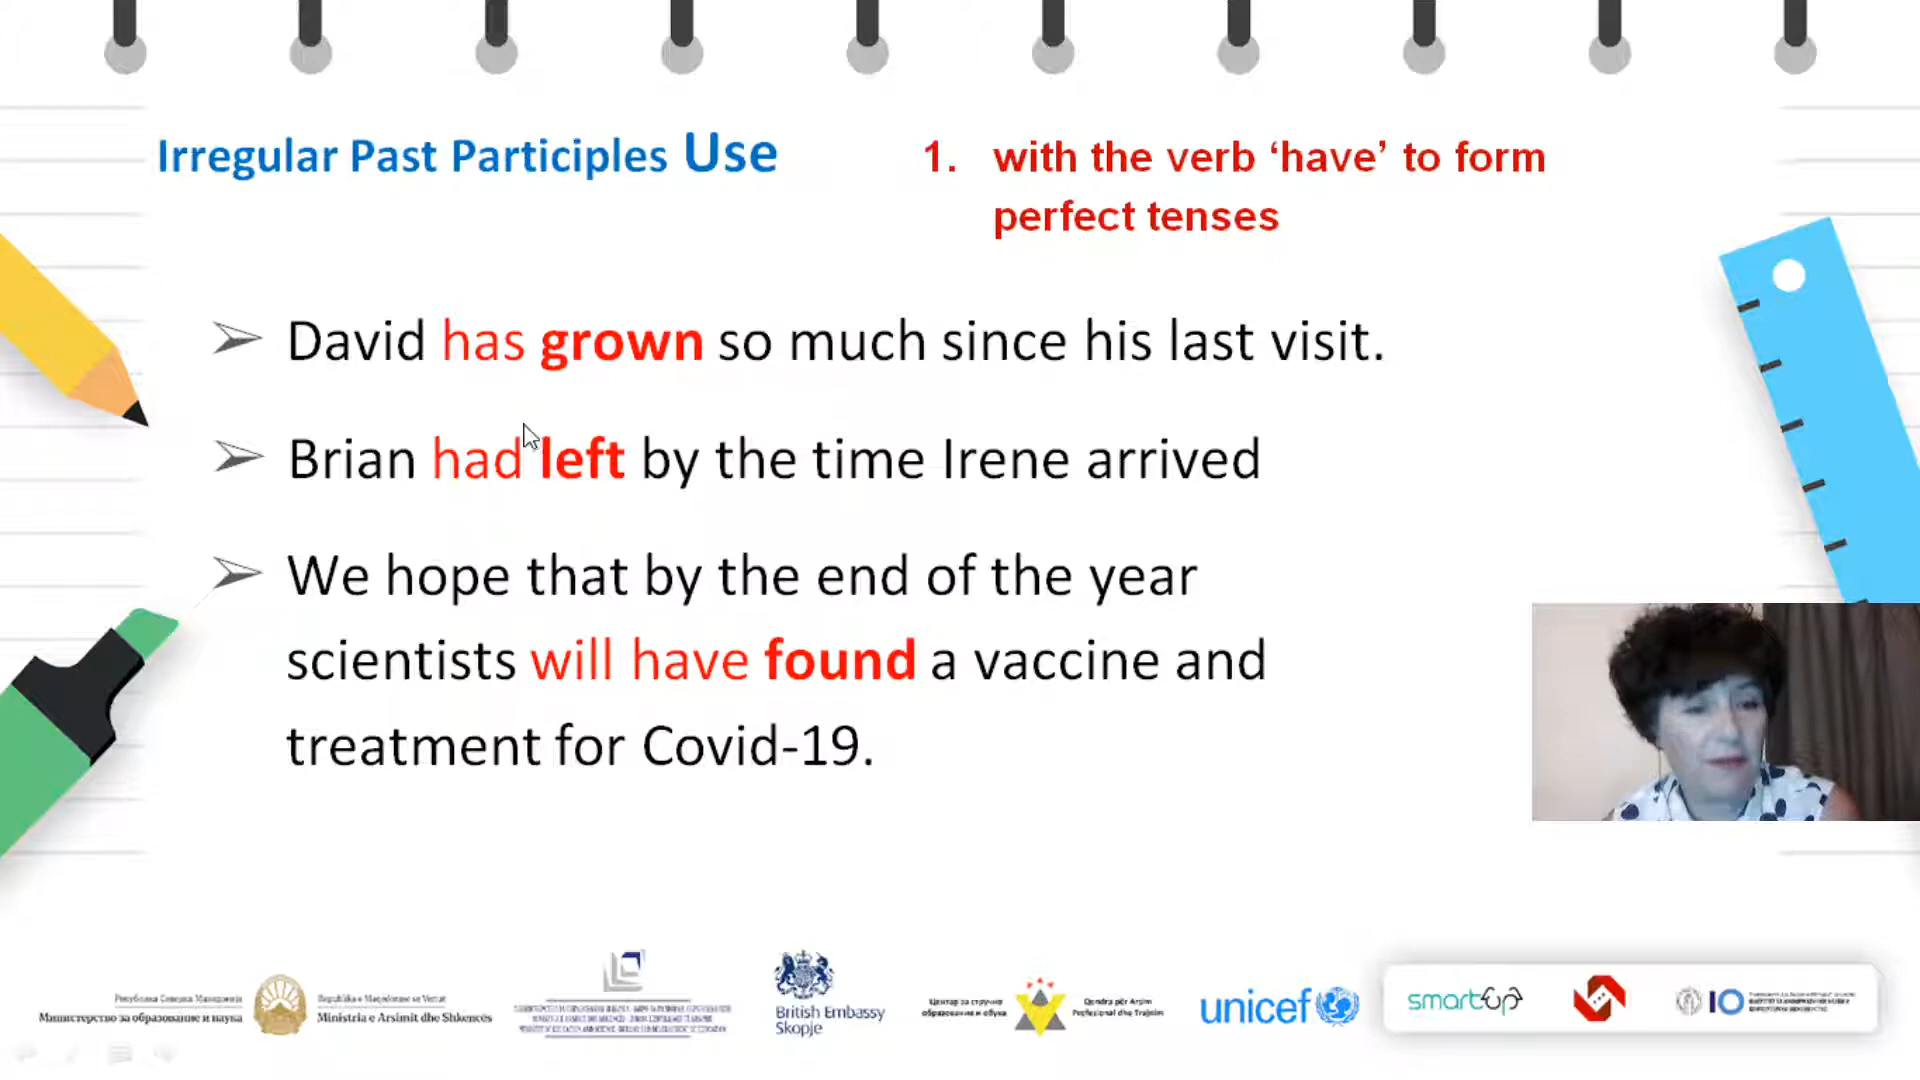 Irregular Past Participles Use
1. with the verb ‘have’ to form
perfect tenses
➢ David has grown so much since his last visit.
➢ Brian had left by the time Irene arrived
➢ We hope that by the end of the year
scientists will have found a vaccine and
treatment for Covid-19.
Република Северна Македонија
Министерство за образование и наука
Republika e Maqedonisë së Veriut
Ministria e Arsimit dhe Shkencës
British Embassy
Skopje
Центар за стручно
образование и обука
Qendra për Arsim
Profesional dhe Trajnim
unicef
smartUp